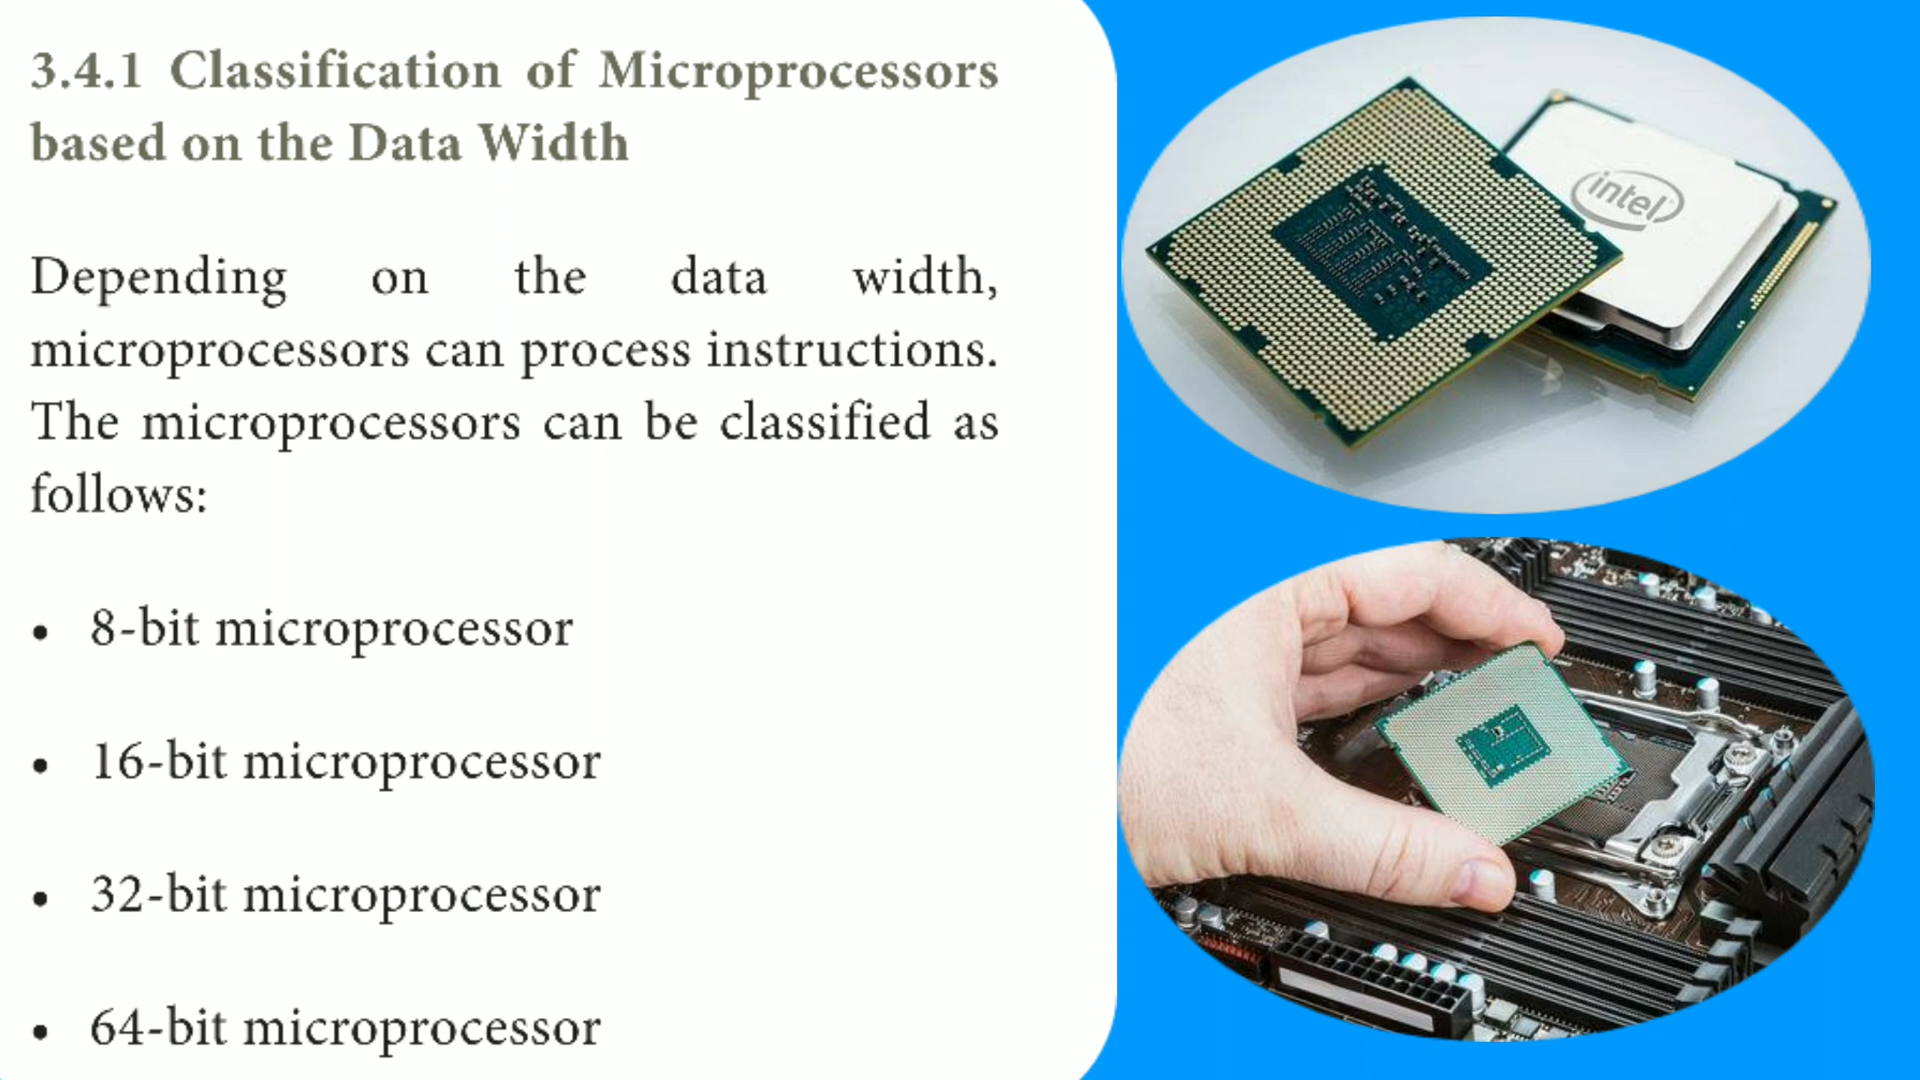 3.4.1 Classification of Microprocessors
based on the Data Width
Depending on the data width,
microprocessors can process instructions.
The microprocessors can be classified as
follows:
• 8-bit microprocessor
• 16-bit microprocessor
• 32-bit microprocessor
• 64-bit microprocessor
intel